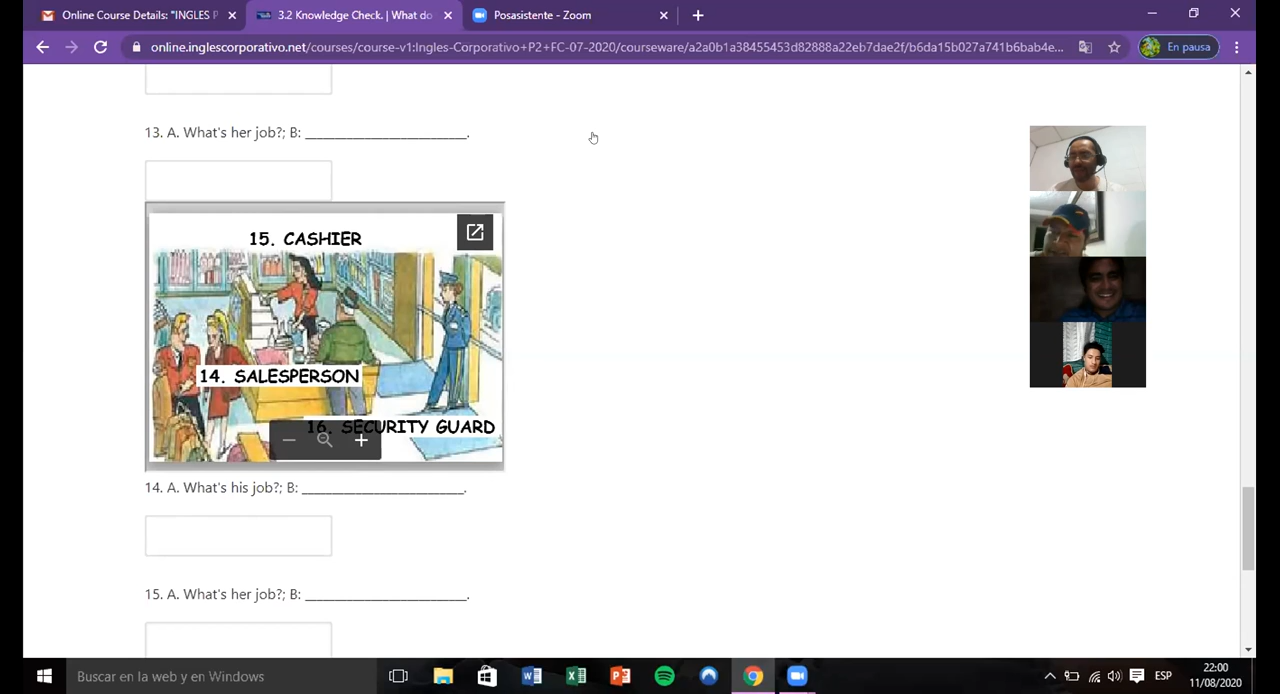 Online Course Details: "INGLES P
3.2 Knowledge Check. | What do
Posasistente - Zoom
online.inglescorporativo.net/courses/course-v1:Ingles-Corporativo+P2+FC-07-2020/courseware/a2a0b1a38455453d82888a22eb7dae2f/b6da15b027a741b6bab4e...
En pausa
13. A. What's her job?; B: ________________________.
15. CASHIER
14. SALESPERSON
16. SECURITY GUARD
14. A. What's his job?; B: ________________________.
15. A. What's her job?; B: ________________________.
Buscar en la web y en Windows
ESP
22:00
11/08/2020